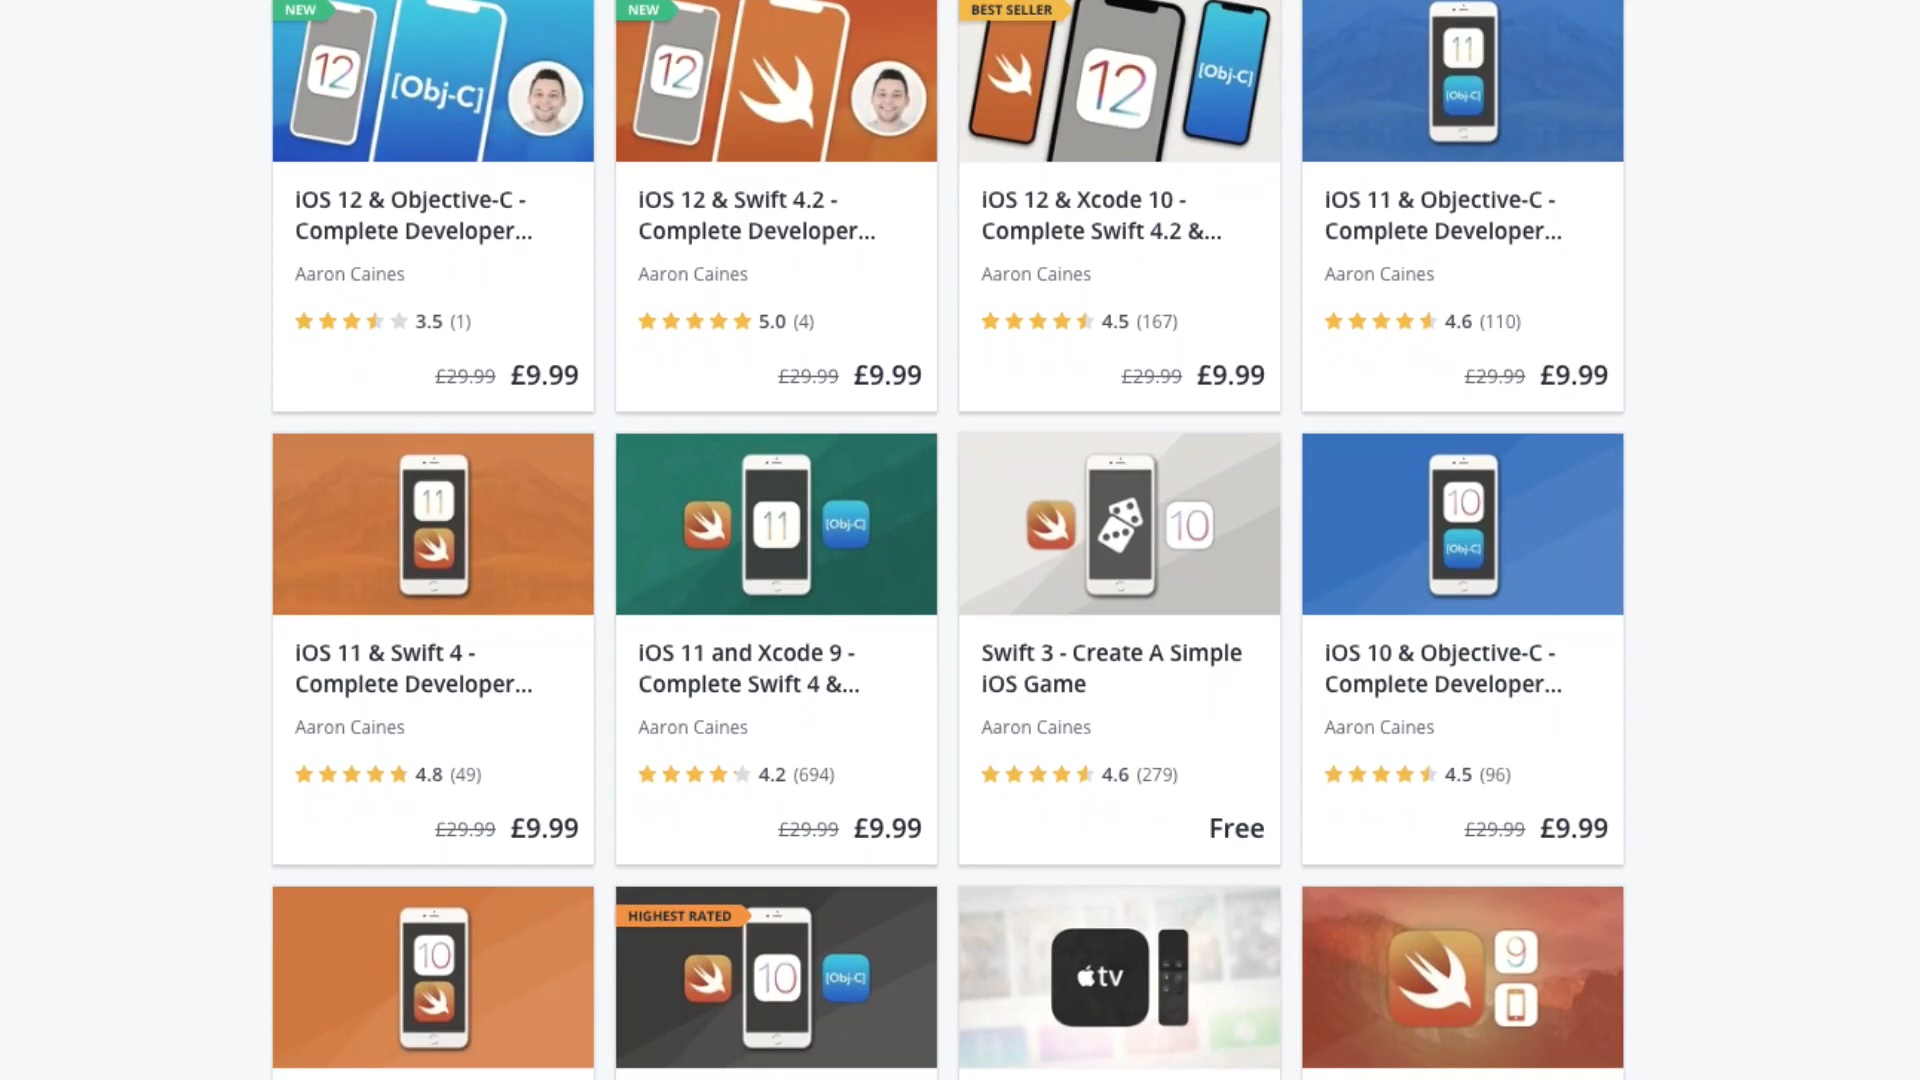 NEW
NEW
BEST SELLER
12
[Obj-C]
12
12
[Obj-C]
11
[Obj-C]
iOS 12 & Objective-C -
Complete Developer...
Aaron Caines
3.5 (1)
£29.99 £9.99
iOS 12 & Swift 4.2 -
Complete Developer...
Aaron Caines
5.0 (4)
£29.99 £9.99
iOS 12 & Xcode 10 -
Complete Swift 4.2 &...
Aaron Caines
4.5 (167)
£29.99 £9.99
iOS 11 & Objective-C -
Complete Developer...
Aaron Caines
4.6 (110)
£29.99 £9.99
11
11
[Obj-C]
10
10
[Obj-C]
iOS 11 & Swift 4 -
Complete Developer...
Aaron Caines
4.8 (49)
£29.99 £9.99
iOS 11 and Xcode 9 -
Complete Swift 4 &...
Aaron Caines
4.2 (694)
£29.99 £9.99
Swift 3 - Create A Simple
iOS Game
Aaron Caines
4.6 (279)
Free
iOS 10 & Objective-C -
Complete Developer...
Aaron Caines
4.5 (96)
£29.99 £9.99
10
HIGHEST RATED
10
[Obj-C]
tv
9